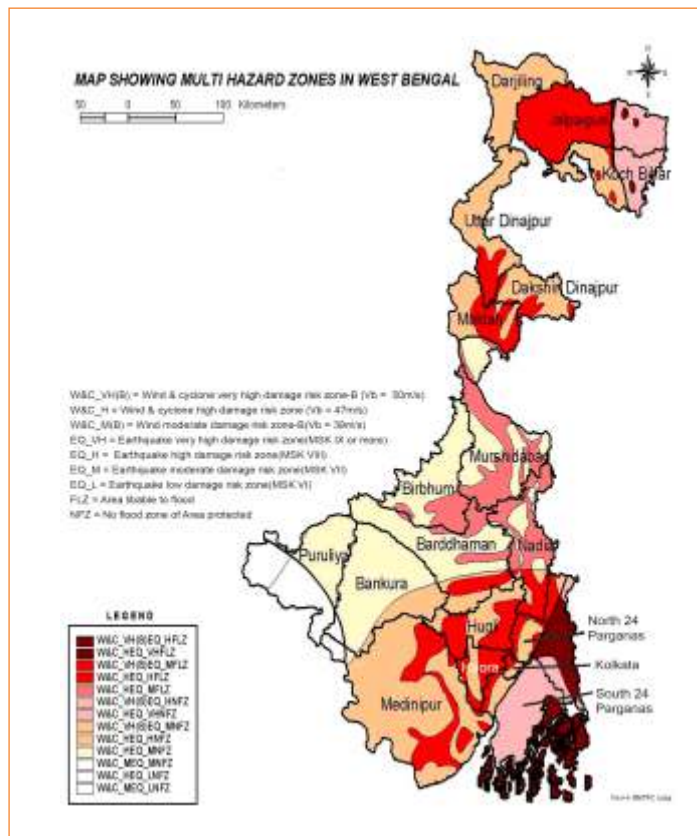 MAP SHOWING MULTI HAZARD ZONES IN WEST BENGAL
50 0 50 100 Kilometers
Darjiling
Jalpaiguri
Koch Bihar
Uttar Dinajpur
Dakshin Dinajpur
Maldah
W&C_VH(B) = Wind & cyclone very high damage risk zone-B (Vb = 50m/s)
W&C_H = Wind & cyclone high damage risk zone (Vb = 47m/s)
W&C_M(B) = Wind moderate damage risk zone-B(Vb = 39m/s)
EQ_VH = Earthquake very high damage risk zone(MSK IX or more)
EQ_H = Earthquake high damage risk zone(MSK VIII)
EQ_M = Earthquake moderate damage risk zone(MSK VII)
EQ_L = Earthquake low damage risk zone(MSK VI)
FLZ = Area liable to flood
NFZ = No flood zone of Area protected
Murshidabad
Birbhum
Puruliya
Barddhaman
Nadia
Bankura
Hugli
North 24
Parganas
Haora
Kolkata
South 24
Parganas
Medinipur
LEGEND
W&C_VH(B)EQ_HFLZ
W&C_HEQ_VHFLZ
W&C_VH(B)EQ_MFLZ
W&C_HEQ_HFLZ
W&C_HEQ_MFLZ
W&C_VH(B)EQ_HNFZ
W&C_HEQ_VHNFZ
W&C_VH(B)EQ_MNFZ
W&C_HEQ_HNFZ
W&C_HEQ_MNFZ
W&C_MEQ_MNFZ
W&C_HEQ_LNFZ
W&C_MEQ_LNFZ